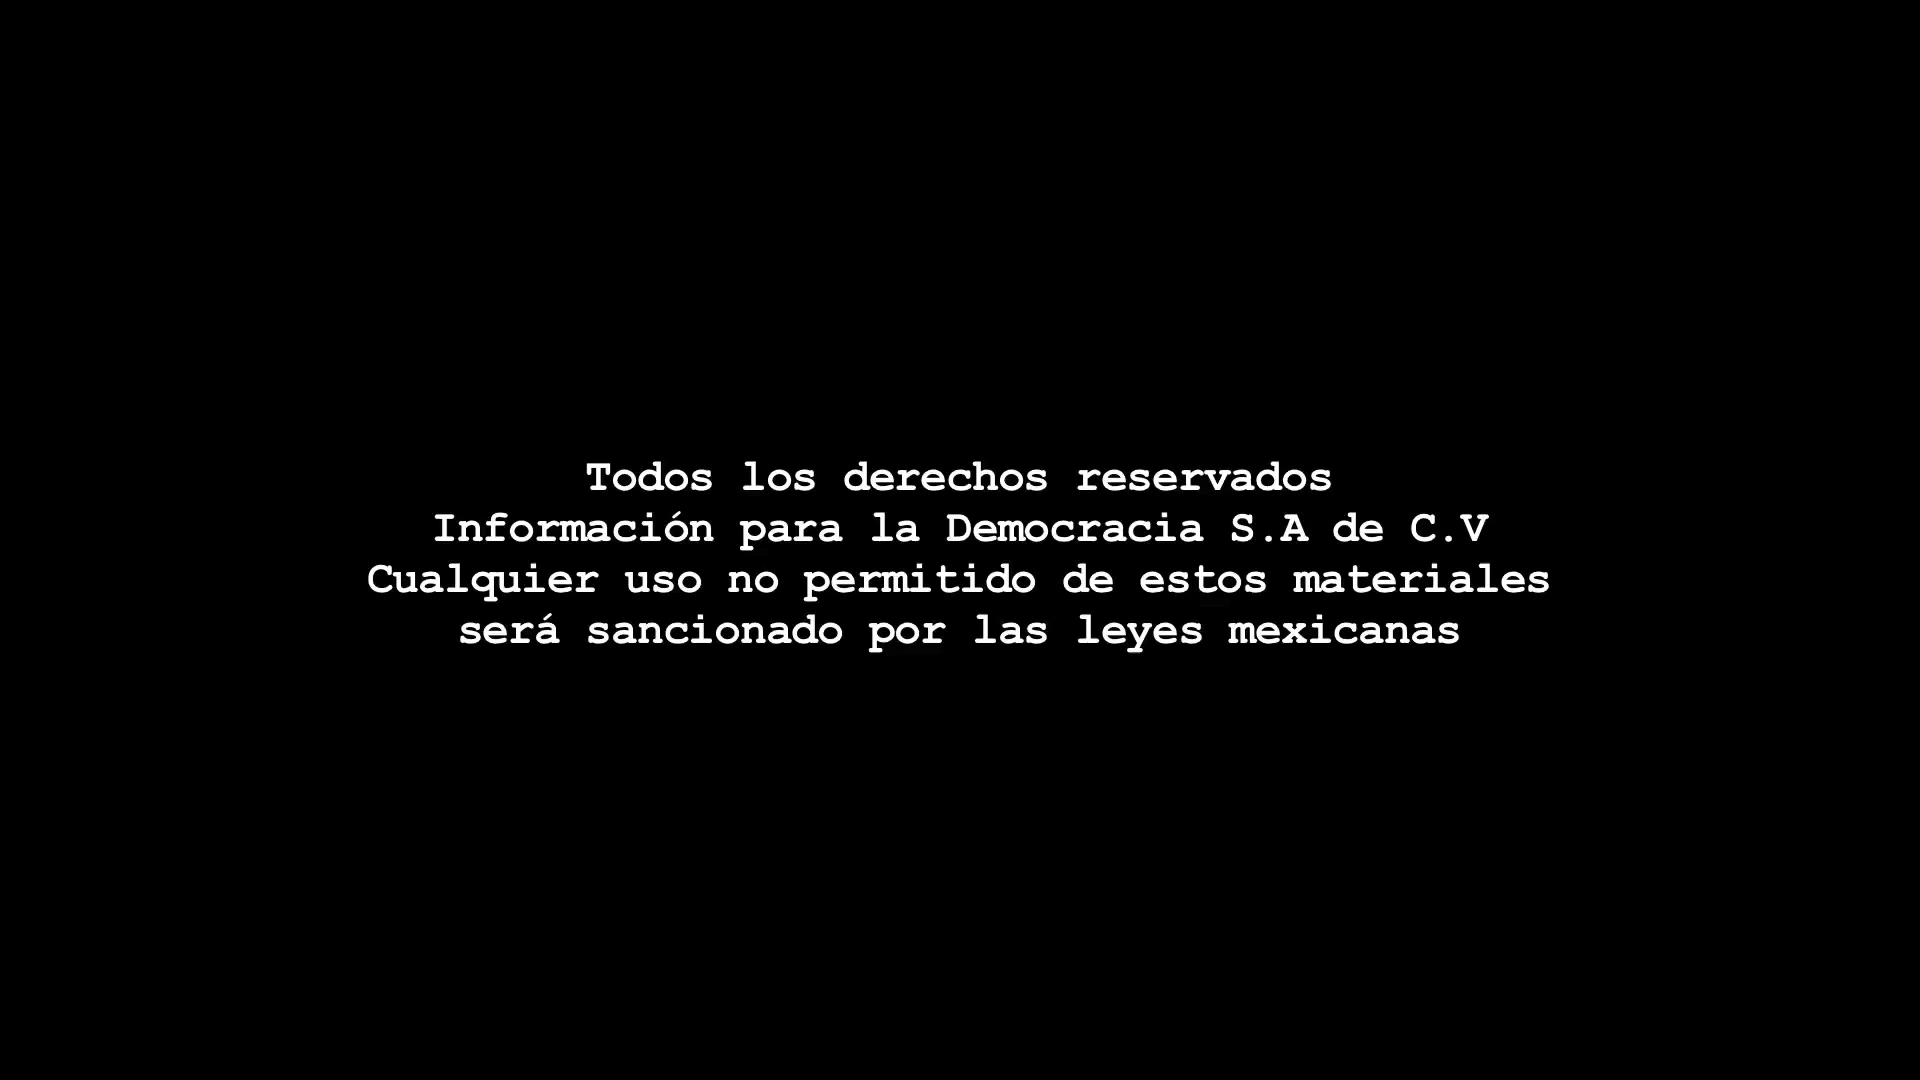 Todos los derechos reservados
Información para la Democracia S.A de C.V
Cualquier uso no permitido de estos materiales
será sancionado por las leyes mexicanas